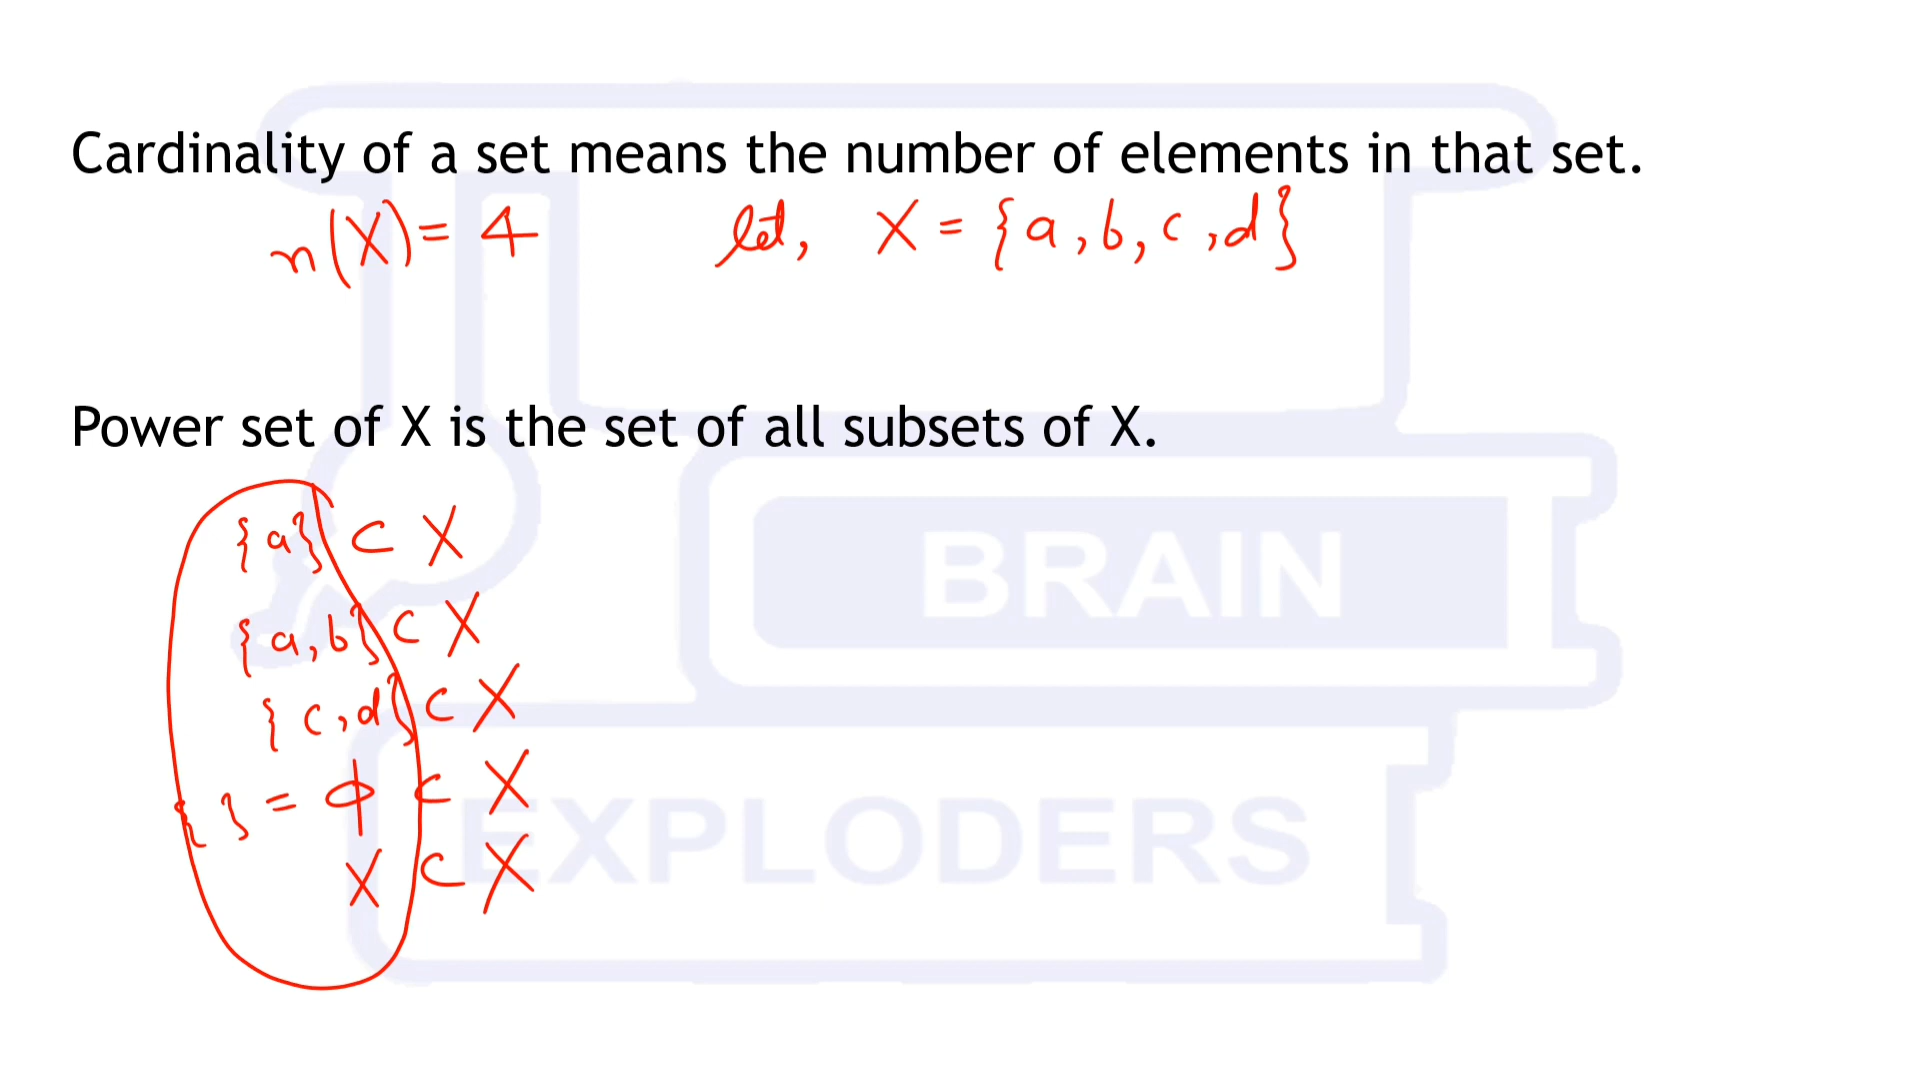 Cardinality of a set means the number of elements in that set.
n(X) = 4 let, X = {a, b, c, d}
Power set of X is the set of all subsets of X.
{a} ⊂ X
{a, b} ⊂ X
{c, d} ⊂ X
{ } = ϕ ⊂ X
X ⊂ X
BRAIN
EXPLODERS